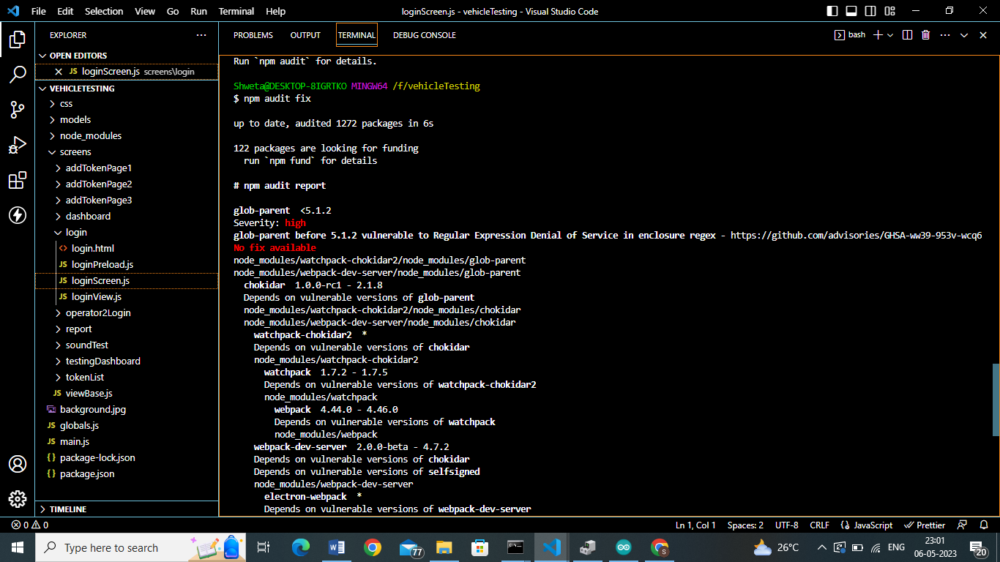 File Edit Selection View Go Run Terminal Help
loginScreen.js - vehicleTesting - Visual Studio Code
EXPLORER
OPEN EDITORS
JS loginScreen.js screens\login
VEHICLETESTING
css
models
node_modules
screens
addTokenPage1
addTokenPage2
addTokenPage3
dashboard
login
<> login.html
JS loginPreload.js
JS loginScreen.js
JS loginView.js
operator2Login
report
soundTest
testingDashboard
tokenList
JS viewBase.js
background.jpg
JS globals.js
JS main.js
{} package-lock.json
{} package.json
TIMELINE
PROBLEMS OUTPUT TERMINAL DEBUG CONSOLE
bash
Run `npm audit` for details.
Shweta@DESKTOP-8IGRTKO MINGW64 /f/vehicleTesting
$ npm audit fix
up to date, audited 1272 packages in 6s
122 packages are looking for funding
run `npm fund` for details
# npm audit report
glob-parent <5.1.2
Severity: high
glob-parent before 5.1.2 vulnerable to Regular Expression Denial of Service in enclosure regex - https://github.com/advisories/GHSA-ww39-953v-wcq6
No fix available
node_modules/watchpack-chokidar2/node_modules/glob-parent
node_modules/webpack-dev-server/node_modules/glob-parent
chokidar 1.0.0-rc1 - 2.1.8
Depends on vulnerable versions of glob-parent
node_modules/watchpack-chokidar2/node_modules/chokidar
node_modules/webpack-dev-server/node_modules/chokidar
watchpack-chokidar2 *
Depends on vulnerable versions of chokidar
node_modules/watchpack-chokidar2
watchpack 1.7.2 - 1.7.5
Depends on vulnerable versions of watchpack-chokidar2
node_modules/watchpack
webpack 4.44.0 - 4.46.0
Depends on vulnerable versions of watchpack
node_modules/webpack
webpack-dev-server 2.0.0-beta - 4.7.2
Depends on vulnerable versions of chokidar
Depends on vulnerable versions of selfsigned
node_modules/webpack-dev-server
electron-webpack *
Depends on vulnerable versions of webpack-dev-server
0 0
Ln 1, Col 1 Spaces: 2 UTF-8 CRLF {} JavaScript Prettier
Type here to search
77
S
26°C
ENG
23:01
06-05-2023
20